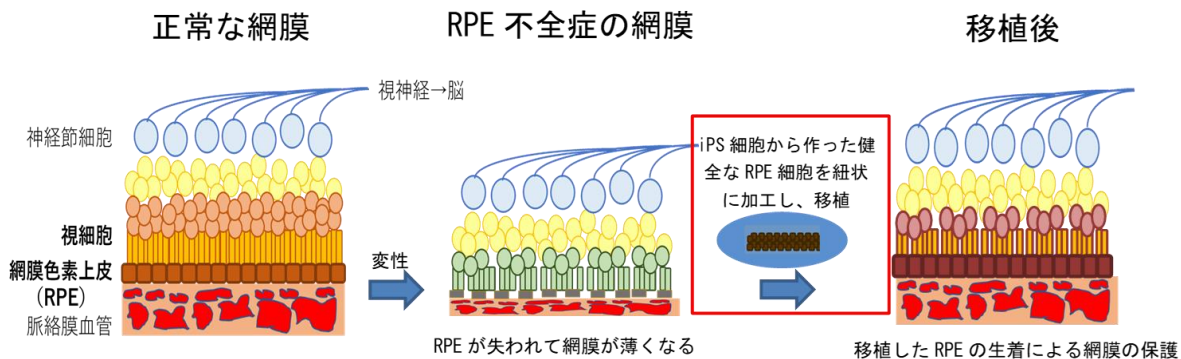 正常な網膜
RPE 不全症の網膜
移植後
視神経→脳
神経節細胞
iPS 細胞から作った健
全な RPE 細胞を紐状
に加工し、移植
視細胞
網膜色素上皮
(RPE)
脈絡膜血管
変性
RPE が失われて網膜が薄くなる
移植した RPE の生着による網膜の保護